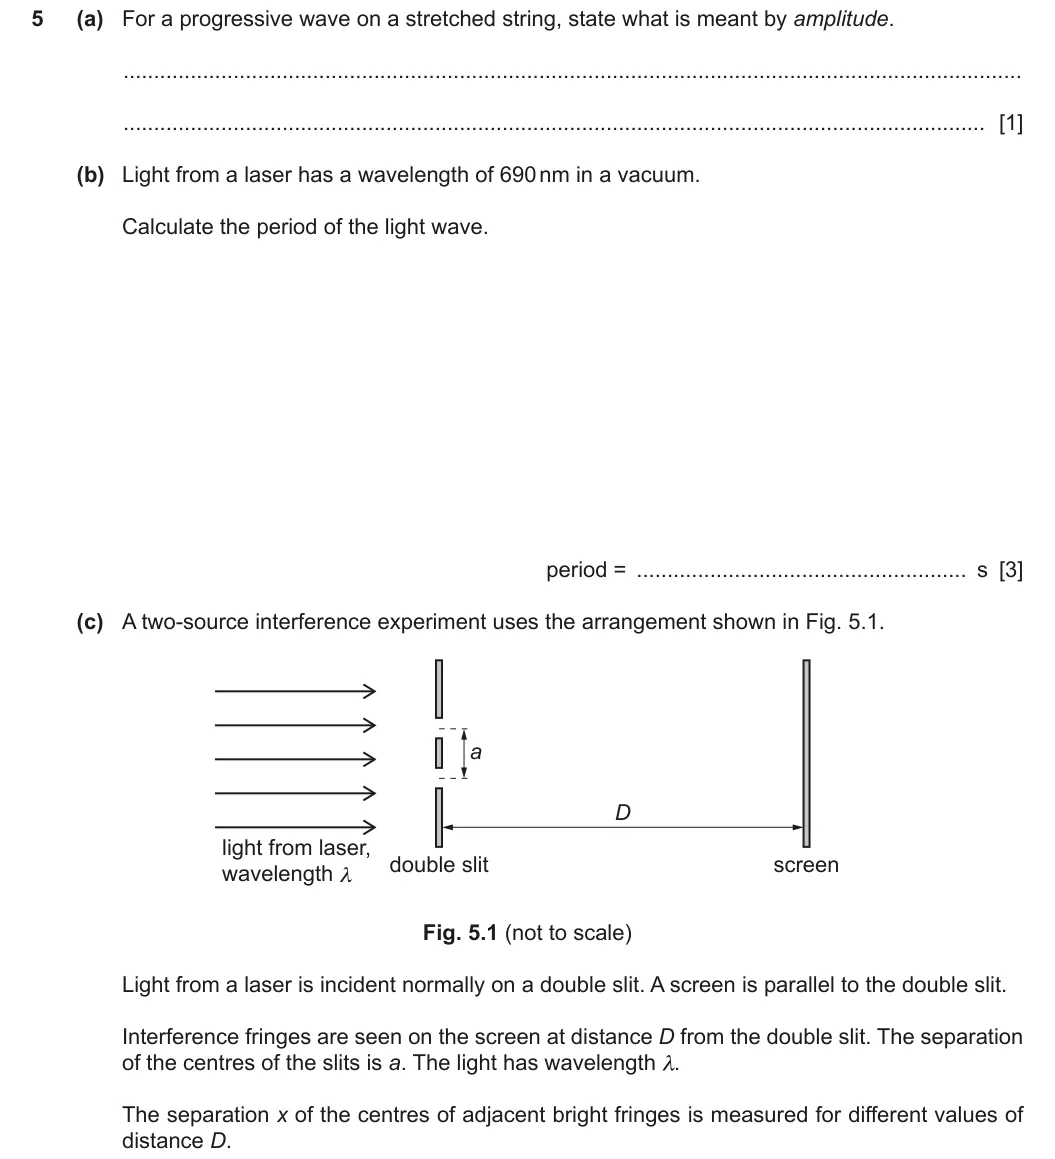 5 (a) For a progressive wave on a stretched string, state what is meant by amplitude.
....................................................................................................................................................
.............................................................................................................................................. [1]
(b) Light from a laser has a wavelength of 690 nm in a vacuum.
Calculate the period of the light wave.
period = ...................................................... s [3]
(c) A two-source interference experiment uses the arrangement shown in Fig. 5.1.
a
D
light from laser,
wavelength λ
double slit
screen
Fig. 5.1 (not to scale)
Light from a laser is incident normally on a double slit. A screen is parallel to the double slit.
Interference fringes are seen on the screen at distance D from the double slit. The separation
of the centres of the slits is a. The light has wavelength λ.
The separation x of the centres of adjacent bright fringes is measured for different values of
distance D.